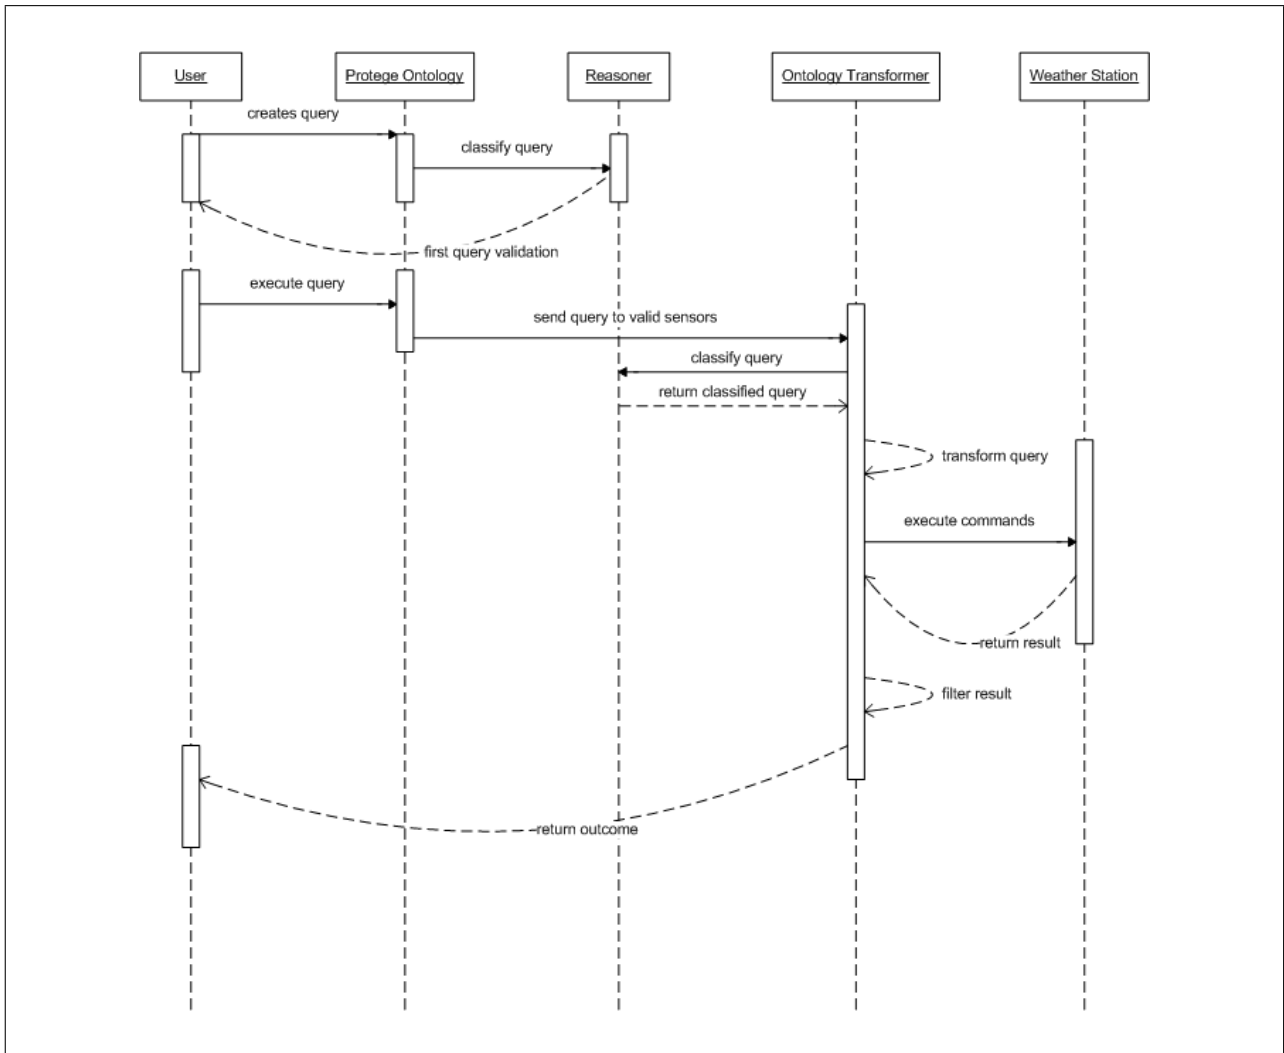 User
Protege Ontology
Reasoner
Ontology Transformer
Weather Station
creates query
classify query
first query validation
execute query
send query to valid sensors
classify query
return classified query
transform query
execute commands
return result
filter result
return outcome